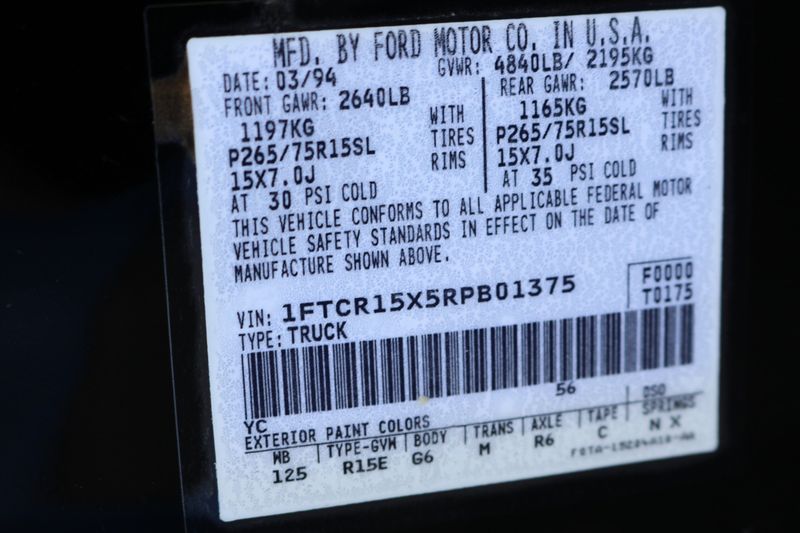 MFD. BY FORD MOTOR CO. IN U.S.A.
DATE: 03/94 GVWR: 4840LB/ 2195KG
FRONT GAWR: 2640LB REAR GAWR: 2570LB
1197KG WITH 1165KG WITH
P265/75R15SL TIRES P265/75R15SL TIRES
15X7.0J RIMS 15X7.0J RIMS
AT 30 PSI COLD AT 35 PSI COLD
THIS VEHICLE CONFORMS TO ALL APPLICABLE FEDERAL MOTOR
VEHICLE SAFETY STANDARDS IN EFFECT ON THE DATE OF
MANUFACTURE SHOWN ABOVE.
VIN: 1FTCR15X5RPB01375 F0000
TYPE: TRUCK T0175
56
YC DSO
EXTERIOR PAINT COLORS SPRINGS
WB TYPE-GVW BODY TRANS AXLE TAPE
125 R15E G6 M R6 C N X